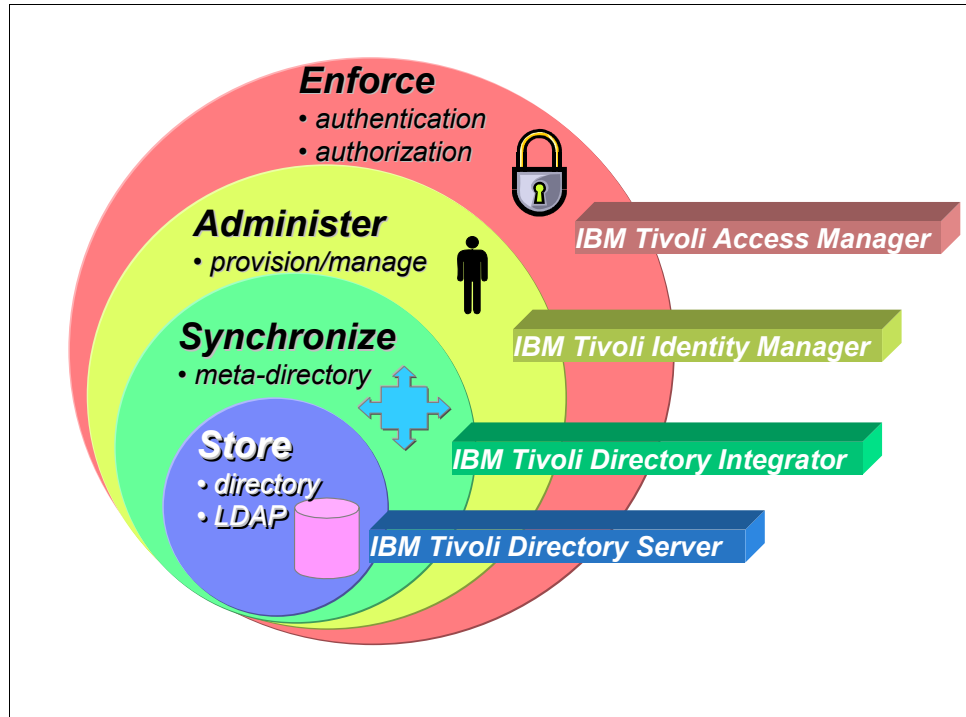 Enforce
• authentication
• authorization
IBM Tivoli Access Manager
Administer
• provision/manage
IBM Tivoli Identity Manager
Synchronize
• meta-directory
IBM Tivoli Directory Integrator
Store
• directory
• LDAP
IBM Tivoli Directory Server